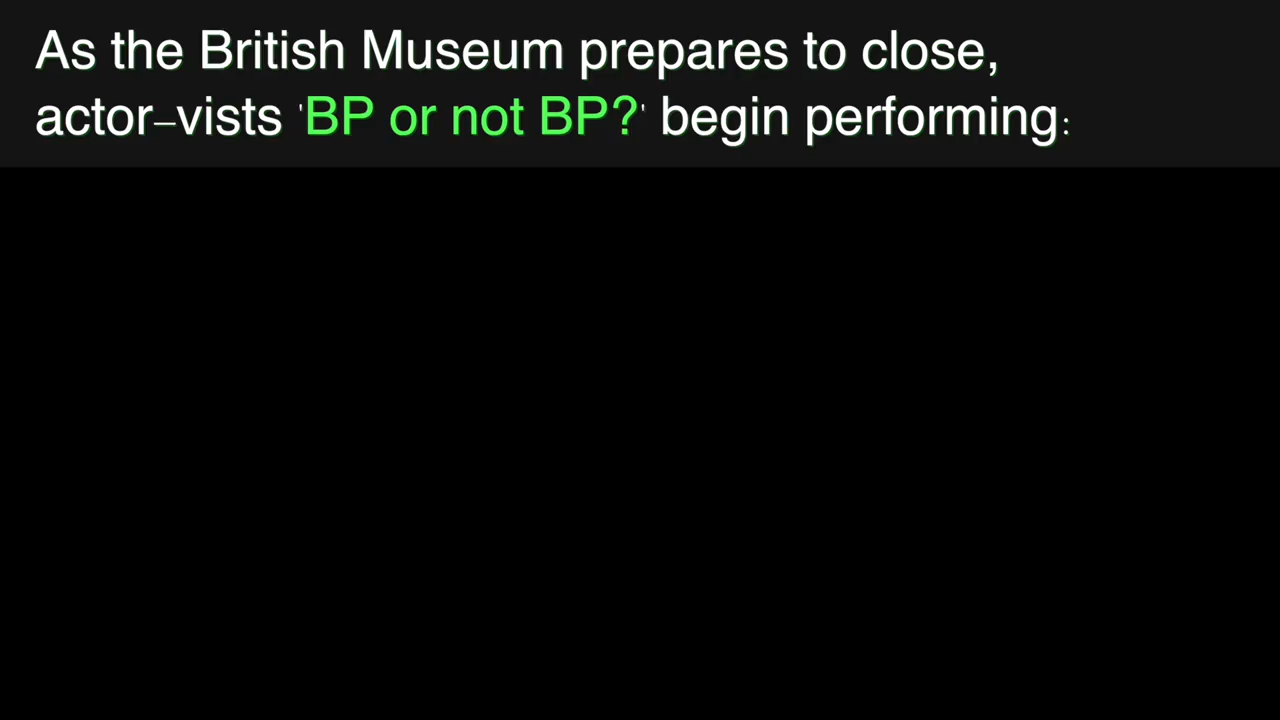 As the British Museum prepares to close,
actor–vists 'BP or not BP?' begin performing: